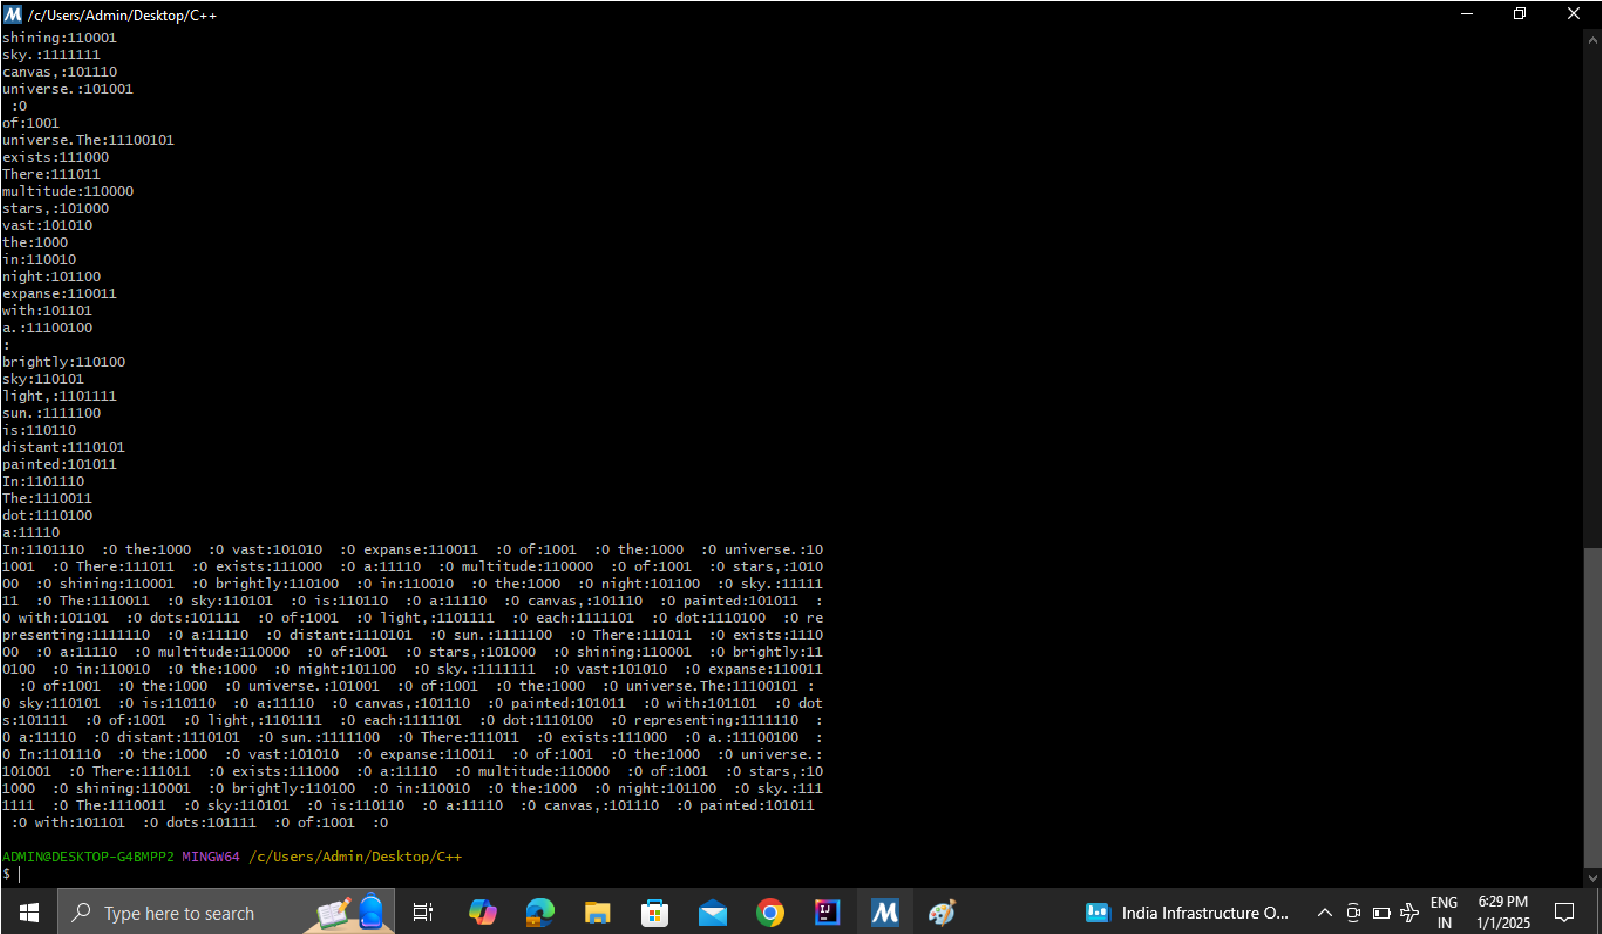 /c/Users/Admin/Desktop/C++
shining:110001
sky.:1111111
canvas,:101110
universe.:101001
 :0
of:1001
universe.The:11100101
exists:111000
There:111011
multitude:110000
stars,:101000
vast:101010
the:1000
in:110010
night:101100
expanse:110011
with:101101
a.:11100100
:
brightly:110100
sky:110101
light,:1101111
sun.:1111100
is:110110
distant:1110101
painted:101011
In:1101110
The:1110011
dot:1110100
a:11110
In:1101110  :0 the:1000  :0 vast:101010  :0 expanse:110011  :0 of:1001  :0 the:1000  :0 universe.:10
1001  :0 There:111011  :0 exists:111000  :0 a:11110  :0 multitude:110000  :0 of:1001  :0 stars,:1010
00  :0 shining:110001  :0 brightly:110100  :0 in:110010  :0 the:1000  :0 night:101100  :0 sky.:11111
11  :0 The:1110011  :0 sky:110101  :0 is:110110  :0 a:11110  :0 canvas,:101110  :0 painted:101011  :
0 with:101101  :0 dots:101111  :0 of:1001  :0 light,:1101111  :0 each:1111101  :0 dot:1110100  :0 re
presenting:1111110  :0 a:11110  :0 distant:1110101  :0 sun.:1111100  :0 There:111011  :0 exists:1110
00  :0 a:11110  :0 multitude:110000  :0 of:1001  :0 stars,:101000  :0 shining:110001  :0 brightly:11
0100  :0 in:110010  :0 the:1000  :0 night:101100  :0 sky.:1111111  :0 vast:101010  :0 expanse:110011
  :0 of:1001  :0 the:1000  :0 universe.:101001  :0 of:1001  :0 the:1000  :0 universe.The:11100101 :
0 sky:110101  :0 is:110110  :0 a:11110  :0 canvas,:101110  :0 painted:101011  :0 with:101101  :0 dot
s:101111  :0 of:1001  :0 light,:1101111  :0 each:1111101  :0 dot:1110100  :0 representing:1111110  :
0 a:11110  :0 distant:1110101  :0 sun.:1111100  :0 There:111011  :0 exists:111000  :0 a.:11100100  :
0 In:1101110  :0 the:1000  :0 vast:101010  :0 expanse:110011  :0 of:1001  :0 the:1000  :0 universe.:
101001  :0 There:111011  :0 exists:111000  :0 a:11110  :0 multitude:110000  :0 of:1001  :0 stars,:10
1000  :0 shining:110001  :0 brightly:110100  :0 in:110010  :0 the:1000  :0 night:101100  :0 sky.:111
1111  :0 The:1110011  :0 sky:110101  :0 is:110110  :0 a:11110  :0 canvas,:101110  :0 painted:101011
 :0 with:101101  :0 dots:101111  :0 of:1001  :0
ADMIN@DESKTOP-G4BMPP2 MINGW64 /c/Users/Admin/Desktop/C++
$
Type here to search
India Infrastructure O...
ENG
IN
6:29 PM
1/1/2025